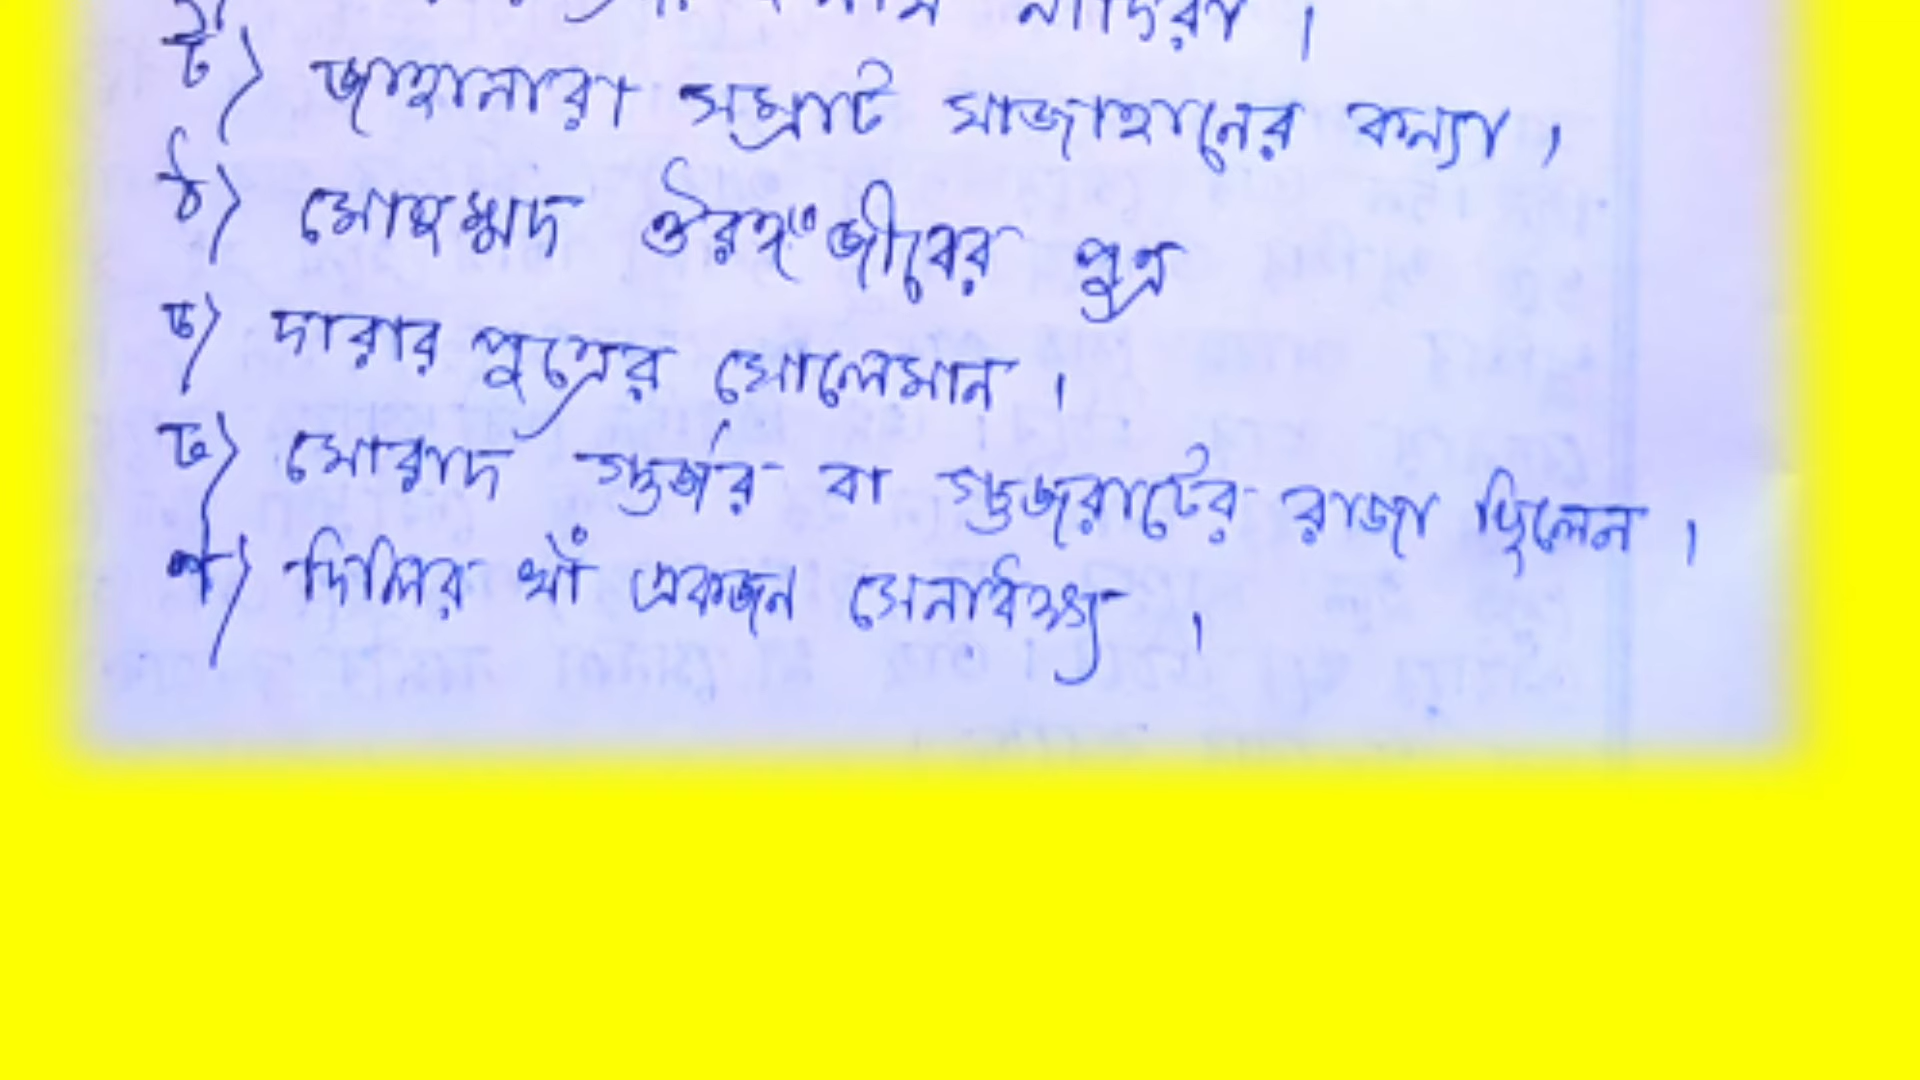 নাদিরা ।
ট) জাহানারা সম্রাট সাজাহানের কন্যা ।
ঠ) মোহম্মদ ঔরঙ্গজীবের পুত্র
ড) দারার পুত্রের সোলেমান ।
ঢ) মোরাদ গুর্জর বা গুজরাটের রাজা ছিলেন ।
ণ) দিলির খাঁ একজন সেনাধ্যক্ষ ।